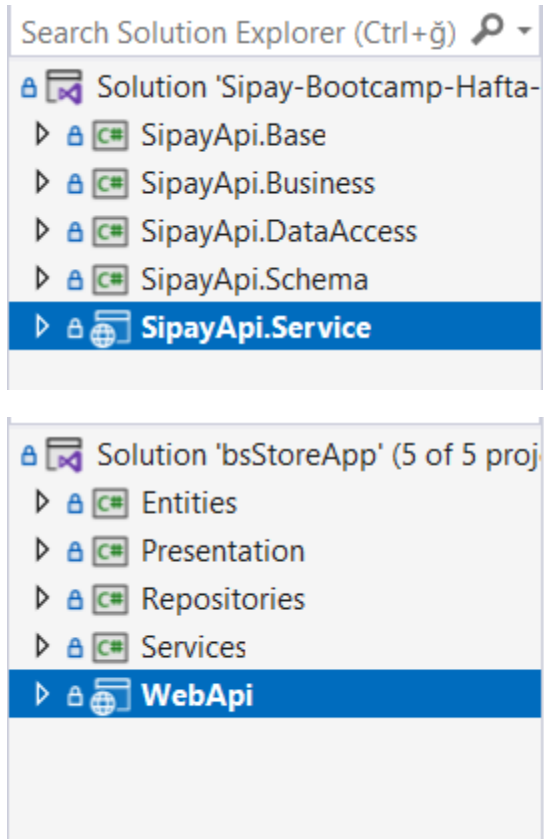 Search Solution Explorer (Ctrl+ğ)
Solution 'Sipay-Bootcamp-Hafta-
C# SipayApi.Base
C# SipayApi.Business
C# SipayApi.DataAccess
C# SipayApi.Schema
SipayApi.Service
Solution 'bsStoreApp' (5 of 5 proj
C# Entities
C# Presentation
C# Repositories
C# Services
WebApi